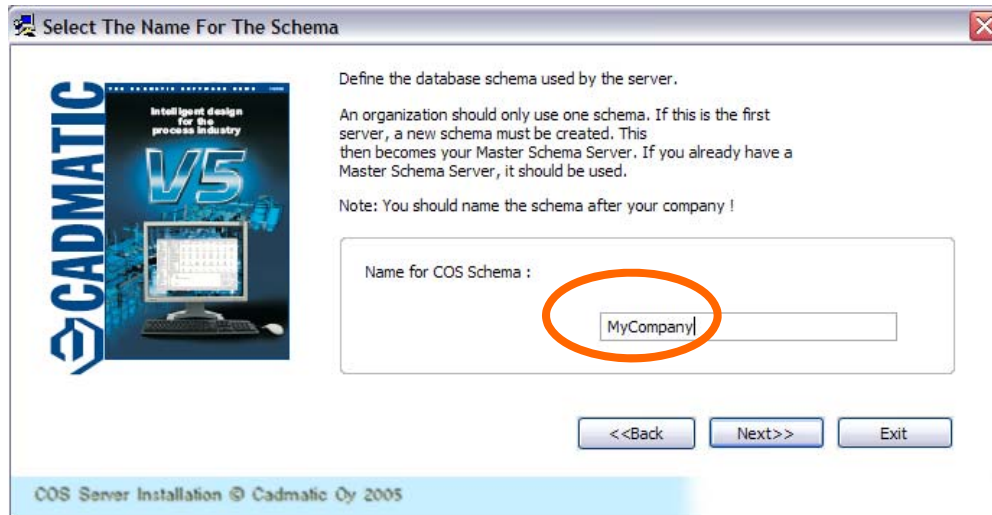 Select The Name For The Schema
CADMATIC
THE CADMATIC SOFTWARE NEWS
Intelligent design
for the
process industry
V5
Define the database schema used by the server.
An organization should only use one schema. If this is the first
server, a new schema must be created. This
then becomes your Master Schema Server. If you already have a
Master Schema Server, it should be used.
Note: You should name the schema after your company !
Name for COS Schema :
MyCompany
<<Back
Next>>
Exit
COS Server Installation © Cadmatic Oy 2005